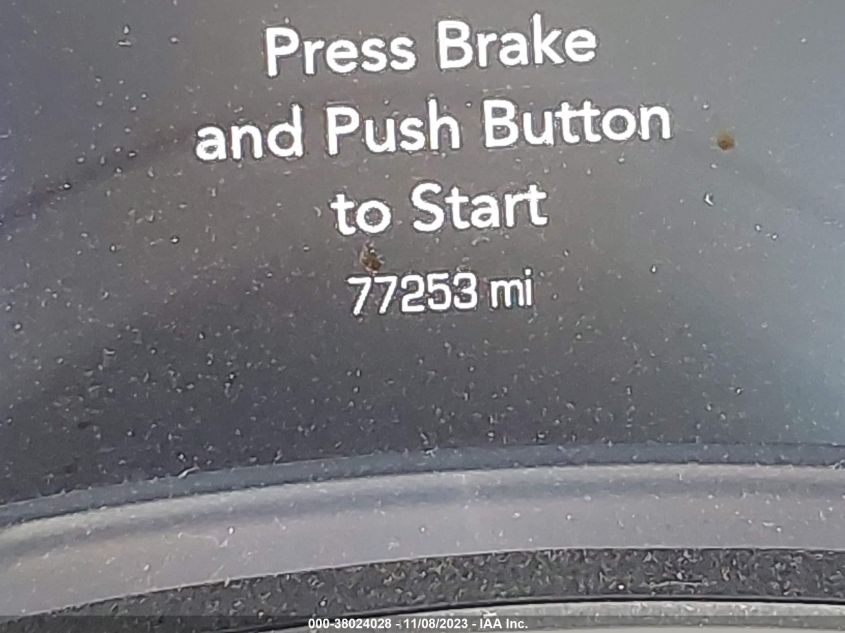 Press Brake
and Push Button
to Start
77253 mi
000-38024028 - 11/08/2023 - IAA Inc.